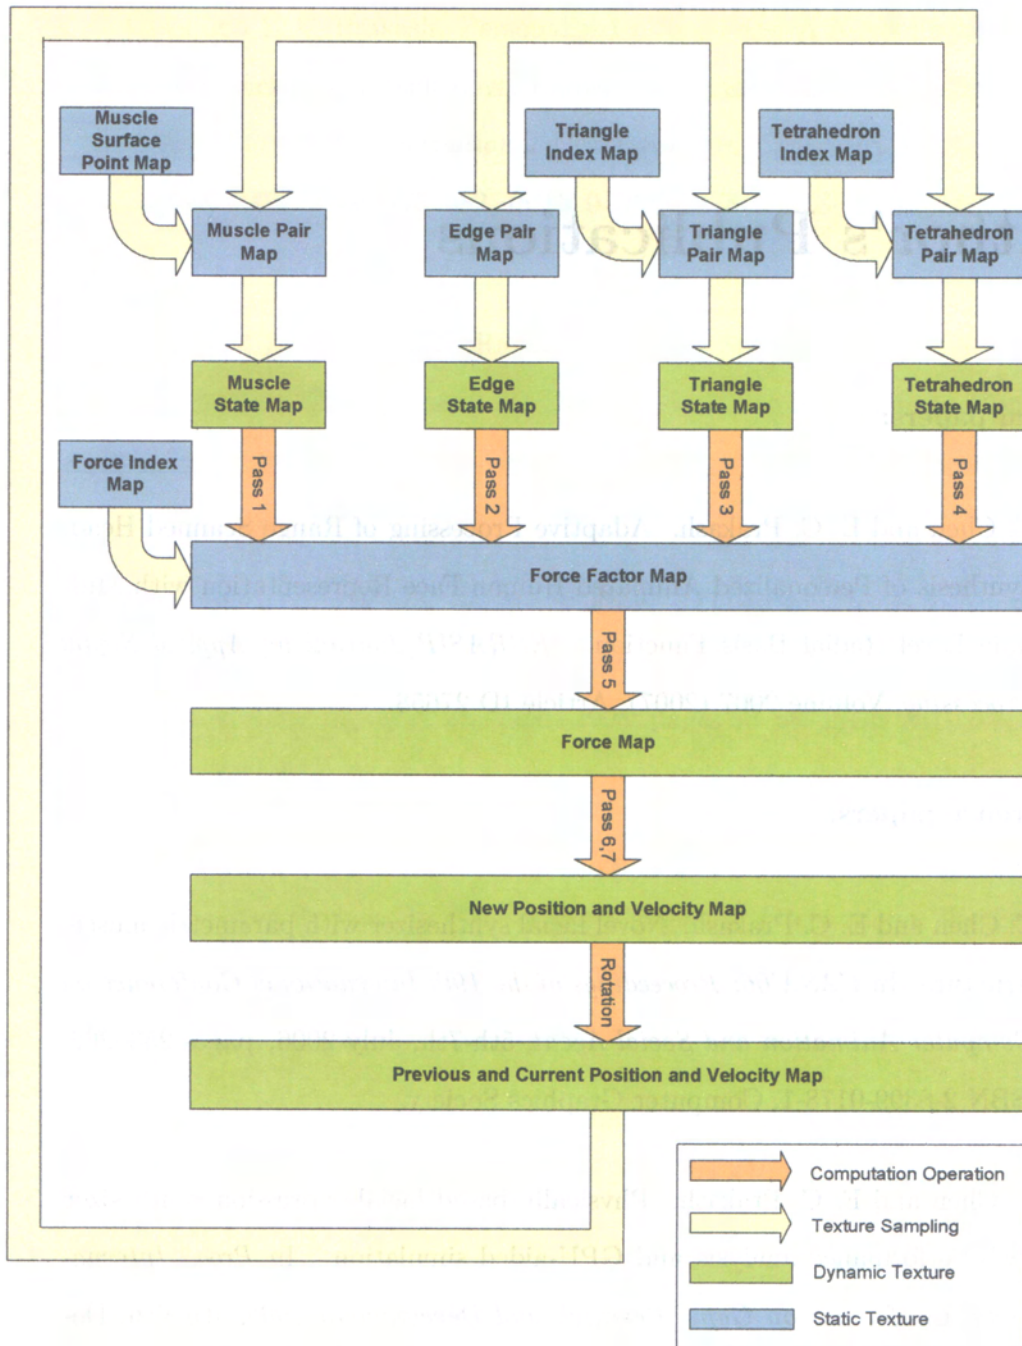 Muscle
Surface
Point Map
Triangle
Index Map
Tetrahedron
Index Map
Muscle Pair
Map
Edge Pair
Map
Triangle
Pair Map
Tetrahedron
Pair Map
Muscle
State Map
Edge
State Map
Triangle
State Map
Tetrahedron
State Map
Force Index
Map
Pass 1
Pass 2
Pass 3
Pass 4
Force Factor Map
Pass 5
Force Map
Pass 6,7
New Position and Velocity Map
Rotation
Previous and Current Position and Velocity Map
Computation Operation
Texture Sampling
Dynamic Texture
Static Texture